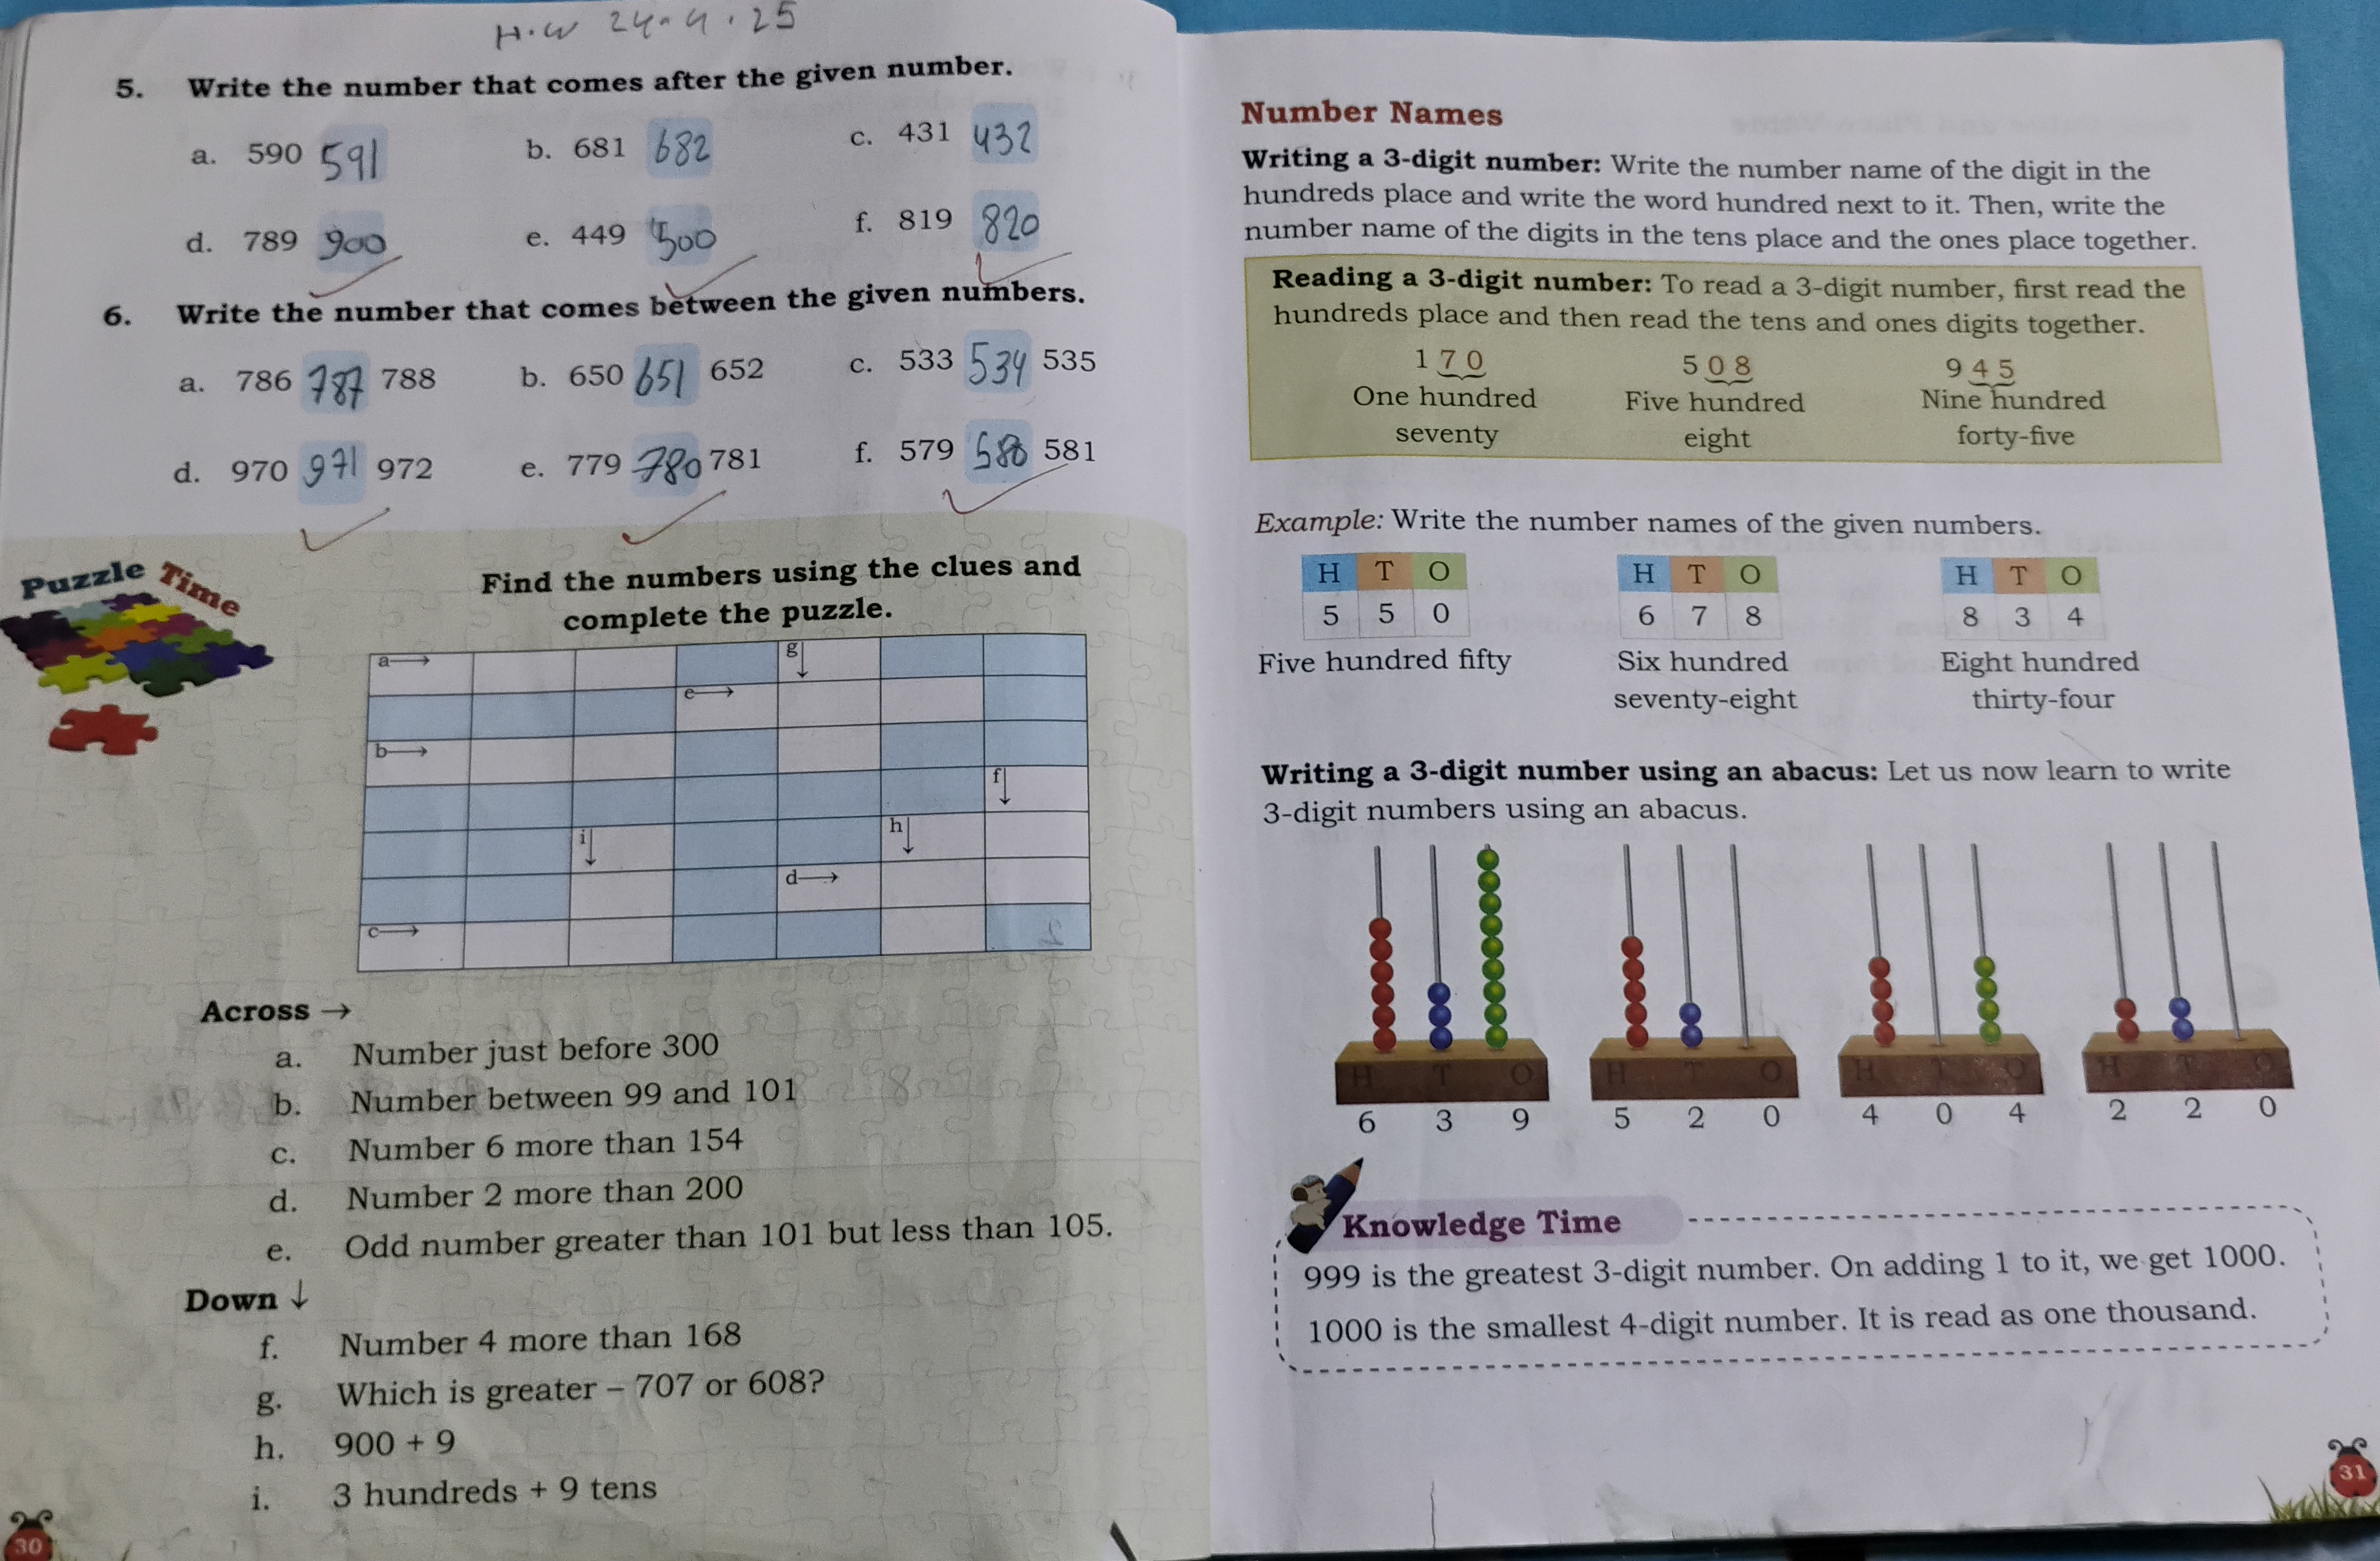 H.W 24.4.25
5. Write the number that comes after the given number.
a. 590 591 b. 681 682 c. 431 432
d. 789 900 e. 449 500 f. 819 820
6. Write the number that comes between the given numbers.
a. 786 787 788 b. 650 651 652 c. 533 534 535
d. 970 971 972 e. 779 780 781 f. 579 580 581
Puzzle Time
Find the numbers using the clues and
complete the puzzle.
a→ g↓
e→
b→
f↓
i↓ h↓
d→
c→
Across →
a. Number just before 300
b. Number between 99 and 101
c. Number 6 more than 154
d. Number 2 more than 200
e. Odd number greater than 101 but less than 105.
Down ↓
f. Number 4 more than 168
g. Which is greater – 707 or 608?
h. 900 + 9
i. 3 hundreds + 9 tens
30
Number Names
Writing a 3-digit number: Write the number name of the digit in the
hundreds place and write the word hundred next to it. Then, write the
number name of the digits in the tens place and the ones place together.
Reading a 3-digit number: To read a 3-digit number, first read the
hundreds place and then read the tens and ones digits together.
1 7 0 5 0 8 9 4 5
One hundred Five hundred Nine hundred
seventy eight forty-five
Example: Write the number names of the given numbers.
H T O H T O H T O
5 5 0 6 7 8 8 3 4
Five hundred fifty Six hundred Eight hundred
seventy-eight thirty-four
Writing a 3-digit number using an abacus: Let us now learn to write
3-digit numbers using an abacus.
H T O H T O H T O H T O
6 3 9 5 2 0 4 0 4 2 2 0
Knowledge Time
999 is the greatest 3-digit number. On adding 1 to it, we get 1000.
1000 is the smallest 4-digit number. It is read as one thousand.
31